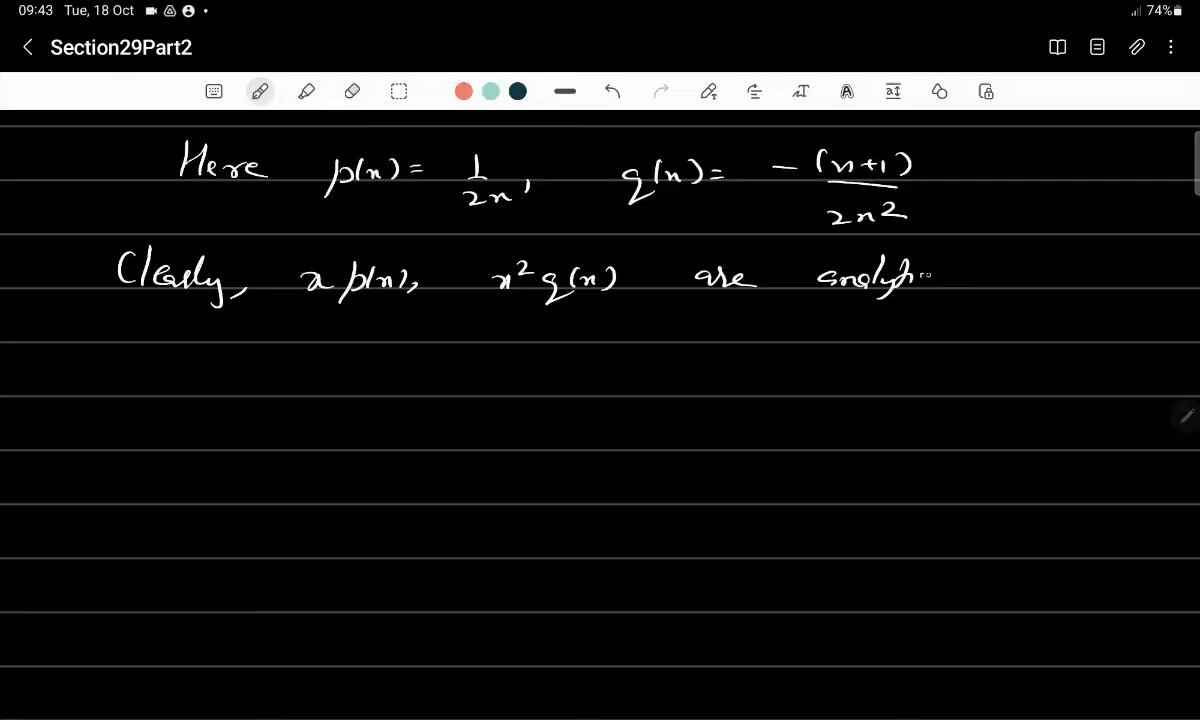 09:43 Tue, 18 Oct 74%
Section29Part2
Here p(x) = 1/2x, q(x) = -(x+1)/2x²
Clearly, x p(x), x² q(x) are analytic